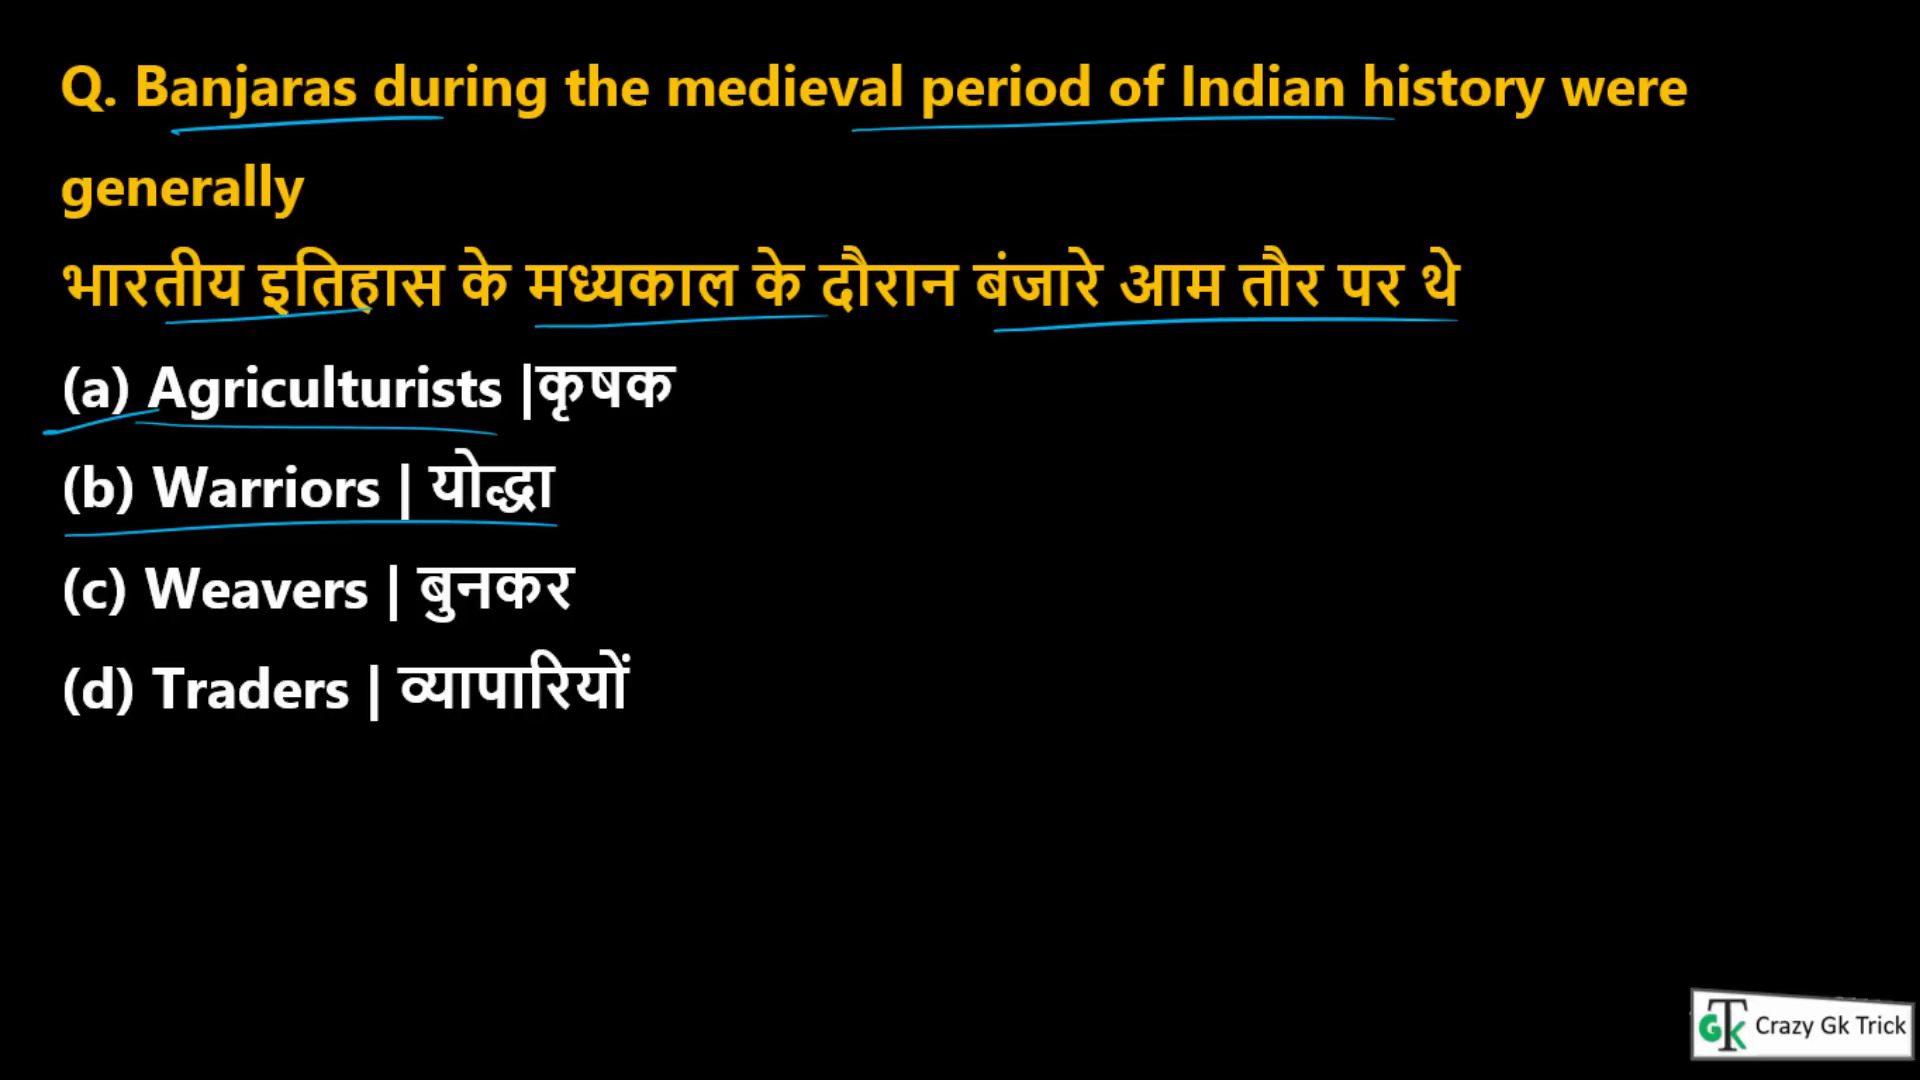 Q. Banjaras during the medieval period of Indian history were
generally
भारतीय इतिहास के मध्यकाल के दौरान बंजारे आम तौर पर थे
(a) Agriculturists |कृषक
(b) Warriors | योद्धा
(c) Weavers | बुनकर
(d) Traders | व्यापारियों
GTK Crazy Gk Trick